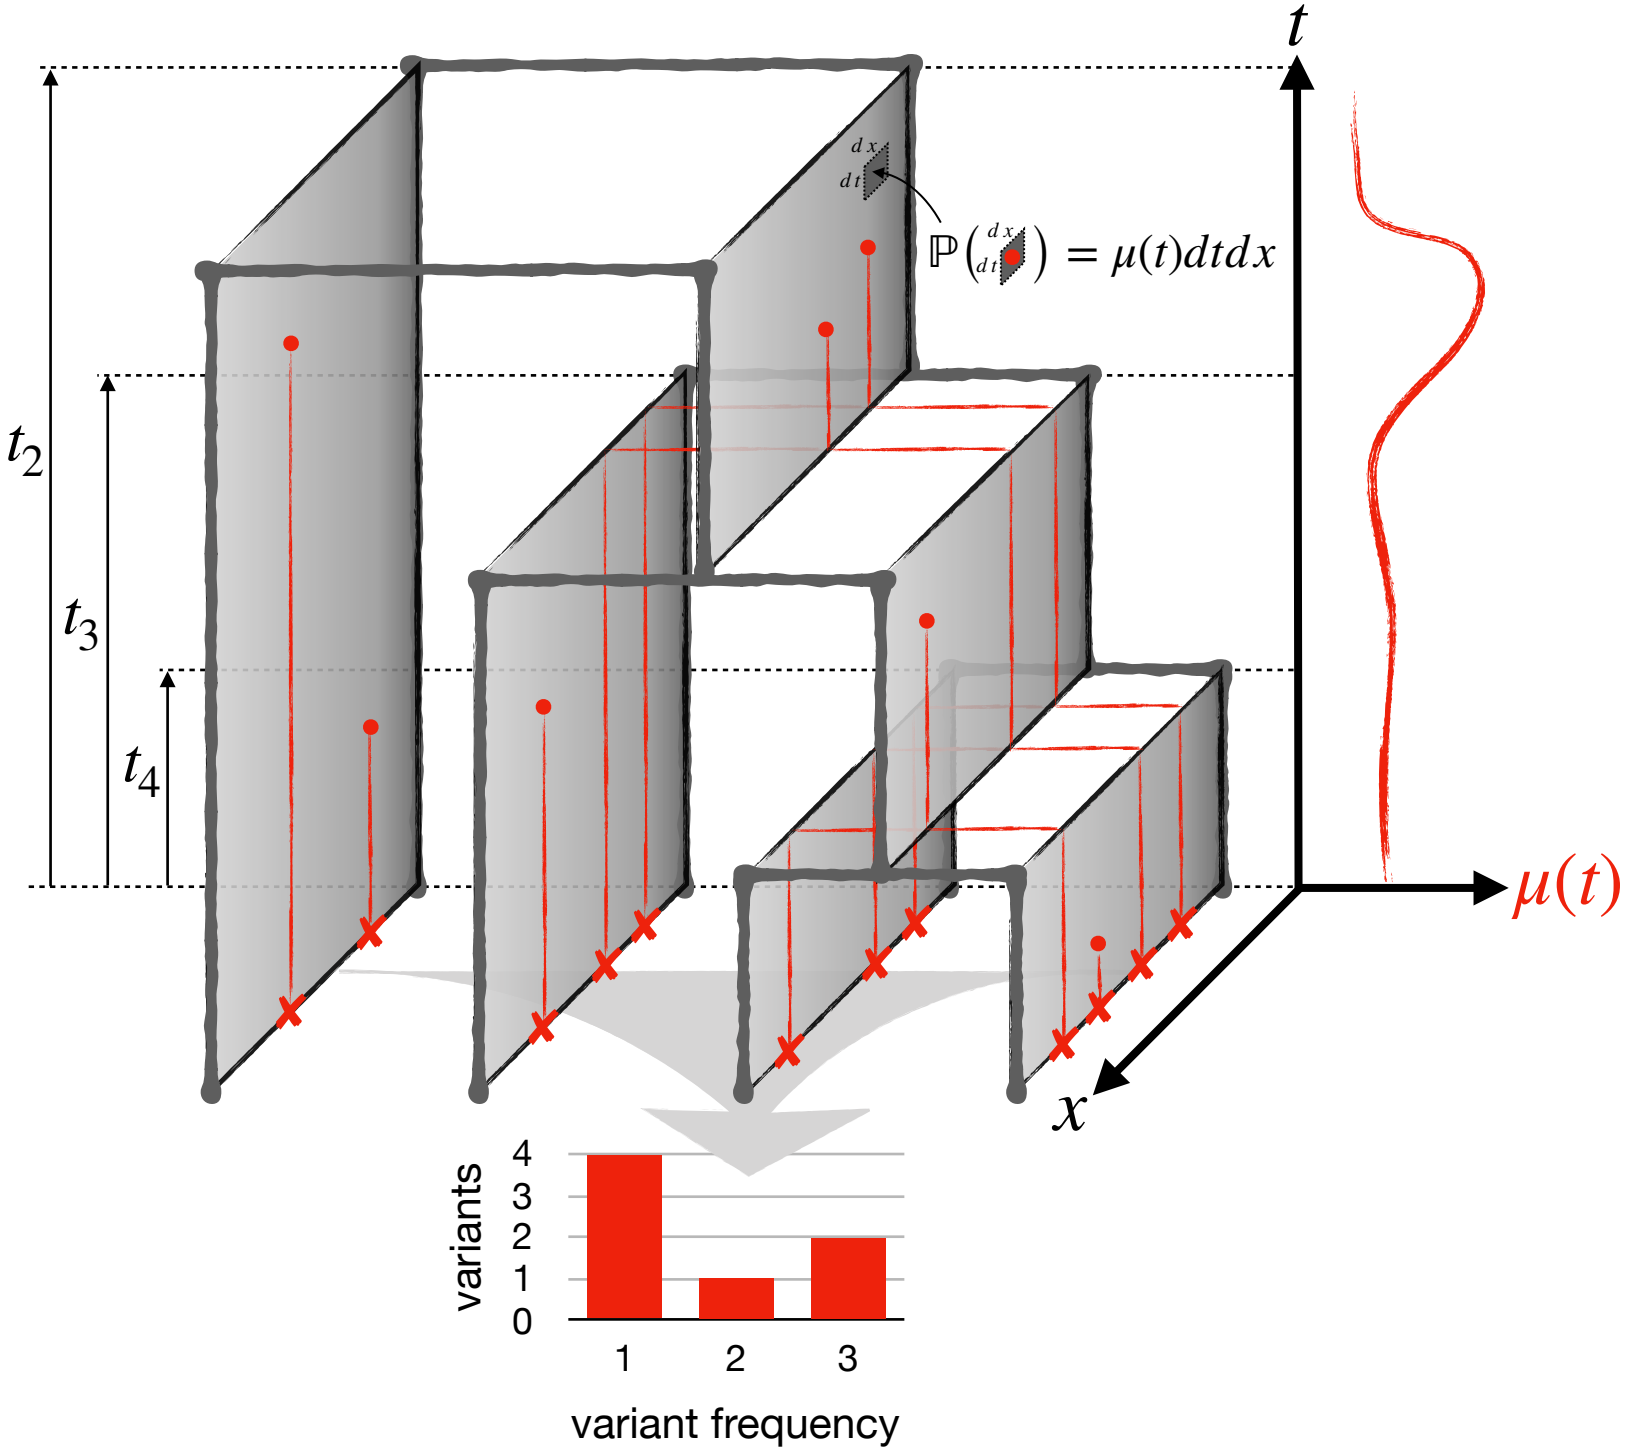 t
t₂
t₃
t₄
dx
dt
ℙ(dx dt) = μ(t)dtdx
μ(t)
x
variants
4
3
2
1
0
1 2 3
variant frequency